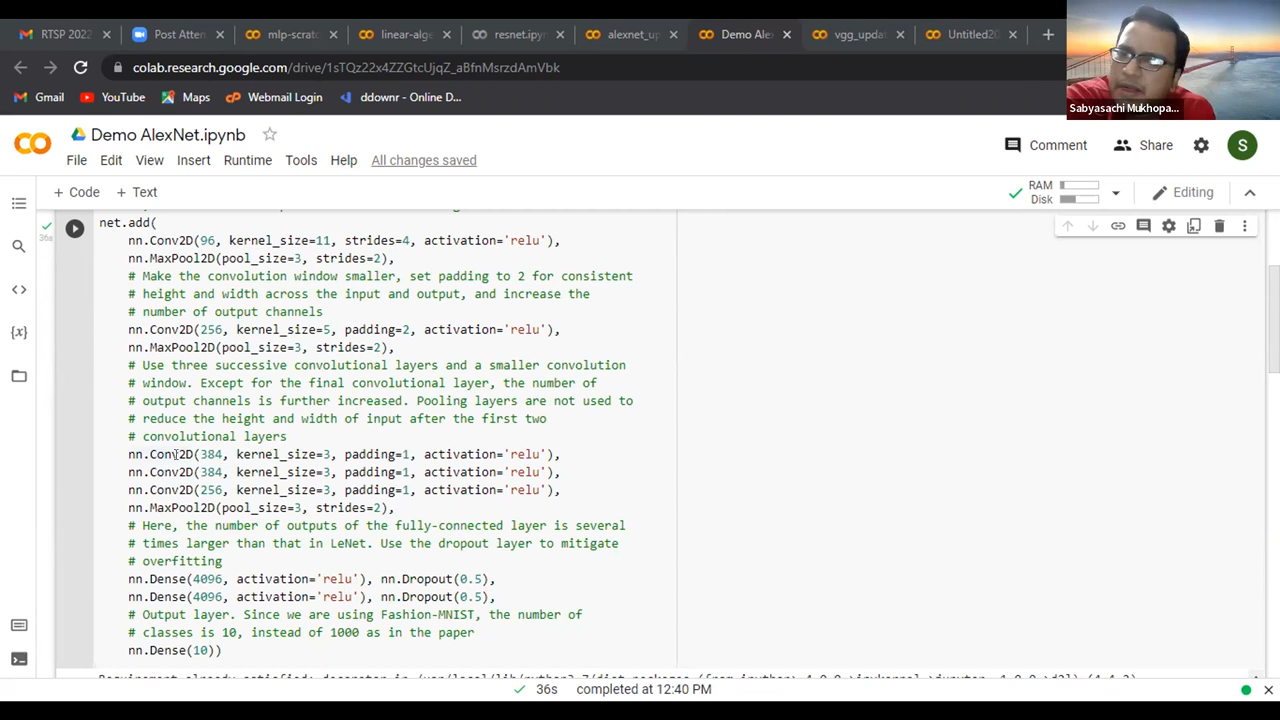 RTSP 2022
Post Atten
mlp-scrat
linear-alge
resnet.ipyn
alexnet_up
Demo Ale
vgg_updat
Untitled20
colab.research.google.com/drive/1sTQz22x4ZZGtcUjqZ_aBfnMsrzdAmVbk
Gmail
YouTube
Maps
Webmail Login
ddownr - Online D...
Sabyasachi Mukhopa...
Demo AlexNet.ipynb
Comment
Share
S
File Edit View Insert Runtime Tools Help All changes saved
+ Code + Text
RAM
Disk
Editing
36s
net.add(
nn.Conv2D(96, kernel_size=11, strides=4, activation='relu'),
nn.MaxPool2D(pool_size=3, strides=2),
# Make the convolution window smaller, set padding to 2 for consistent
# height and width across the input and output, and increase the
# number of output channels
nn.Conv2D(256, kernel_size=5, padding=2, activation='relu'),
nn.MaxPool2D(pool_size=3, strides=2),
# Use three successive convolutional layers and a smaller convolution
# window. Except for the final convolutional layer, the number of
# output channels is further increased. Pooling layers are not used to
# reduce the height and width of input after the first two
# convolutional layers
nn.Conv2D(384, kernel_size=3, padding=1, activation='relu'),
nn.Conv2D(384, kernel_size=3, padding=1, activation='relu'),
nn.Conv2D(256, kernel_size=3, padding=1, activation='relu'),
nn.MaxPool2D(pool_size=3, strides=2),
# Here, the number of outputs of the fully-connected layer is several
# times larger than that in LeNet. Use the dropout layer to mitigate
# overfitting
nn.Dense(4096, activation='relu'), nn.Dropout(0.5),
nn.Dense(4096, activation='relu'), nn.Dropout(0.5),
# Output layer. Since we are using Fashion-MNIST, the number of
# classes is 10, instead of 1000 as in the paper
nn.Dense(10))
36s completed at 12:40 PM